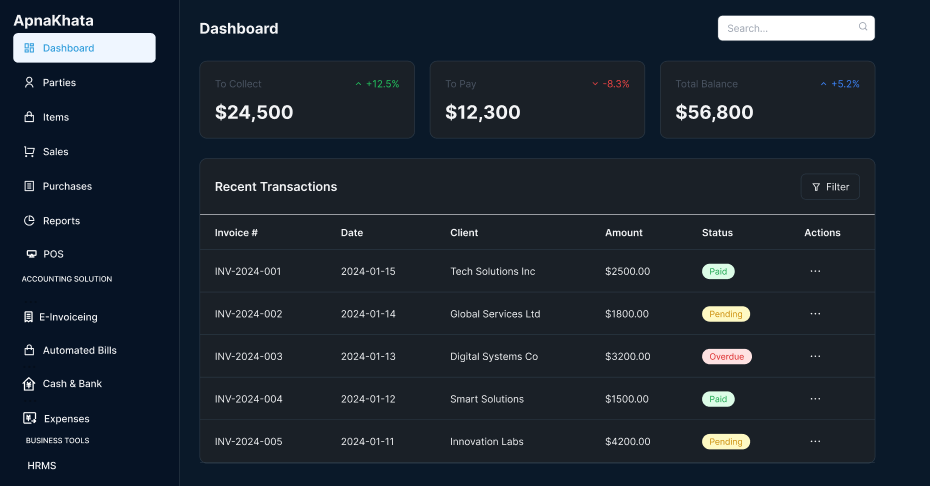 ApnaKhata
Dashboard
Parties
Items
Sales
Purchases
Reports
POS
ACCOUNTING SOLUTION
E-Invoiceing
Automated Bills
Cash & Bank
Expenses
BUSINESS TOOLS
HRMS
Dashboard
Search...
To Collect +12.5%
$24,500
To Pay -8.3%
$12,300
Total Balance +5.2%
$56,800
Recent Transactions
Filter
Invoice # Date Client Amount Status Actions
INV-2024-001 2024-01-15 Tech Solutions Inc $2500.00 Paid ...
INV-2024-002 2024-01-14 Global Services Ltd $1800.00 Pending ...
INV-2024-003 2024-01-13 Digital Systems Co $3200.00 Overdue ...
INV-2024-004 2024-01-12 Smart Solutions $1500.00 Paid ...
INV-2024-005 2024-01-11 Innovation Labs $4200.00 Pending ...